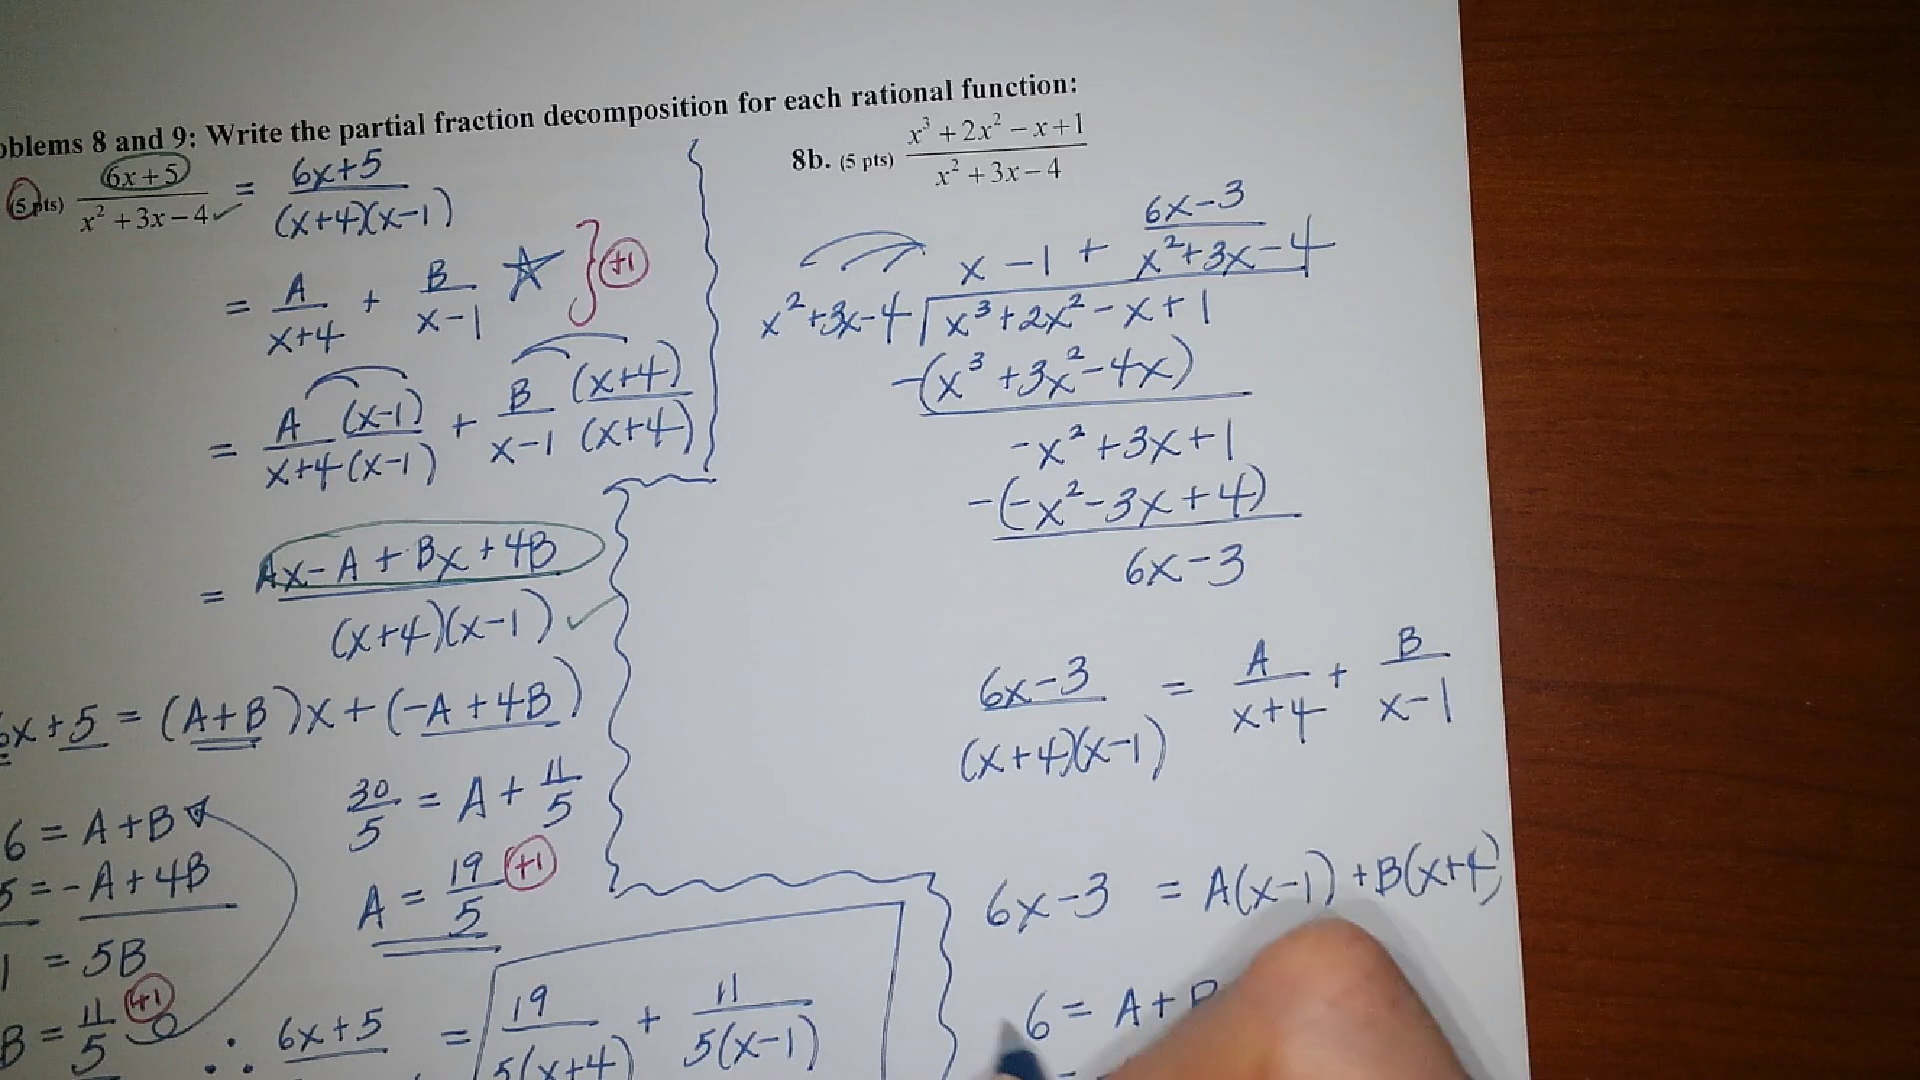 oblems 8 and 9: Write the partial fraction decomposition for each rational function:
(5 pts) (6x+5)/(x²+3x−4) ✓ = (6x+5)/((x+4)(x−1))
= A/(x+4) + B/(x−1) ☆ } +1
= A(x−1)/(x+4(x−1)) + B(x+4)/(x−1(x+4))
= (Ax−A+Bx+4B)/((x+4)(x−1)) ✓
6x+5 = (A+B)x+(−A+4B)
6 = A+B
5 = −A+4B
1 = 5B
B = 11/5 +1
30/5 = A + 11/5
A = 19/5 +1
∴ 6x+5 = 19/(5(x+4)) + 11/(5(x−1))
8b. (5 pts) (x³+2x²−x+1)/(x²+3x−4)
x−1 + (6x−3)/(x²+3x−4)
x²+3x−4 | x³+2x²−x+1
−(x³+3x²−4x)
−x²+3x+1
−(−x²−3x+4)
6x−3
(6x−3)/((x+4)(x−1)) = A/(x+4) + B/(x−1)
6x−3 = A(x−1)+B(x+4)
6 = A+B